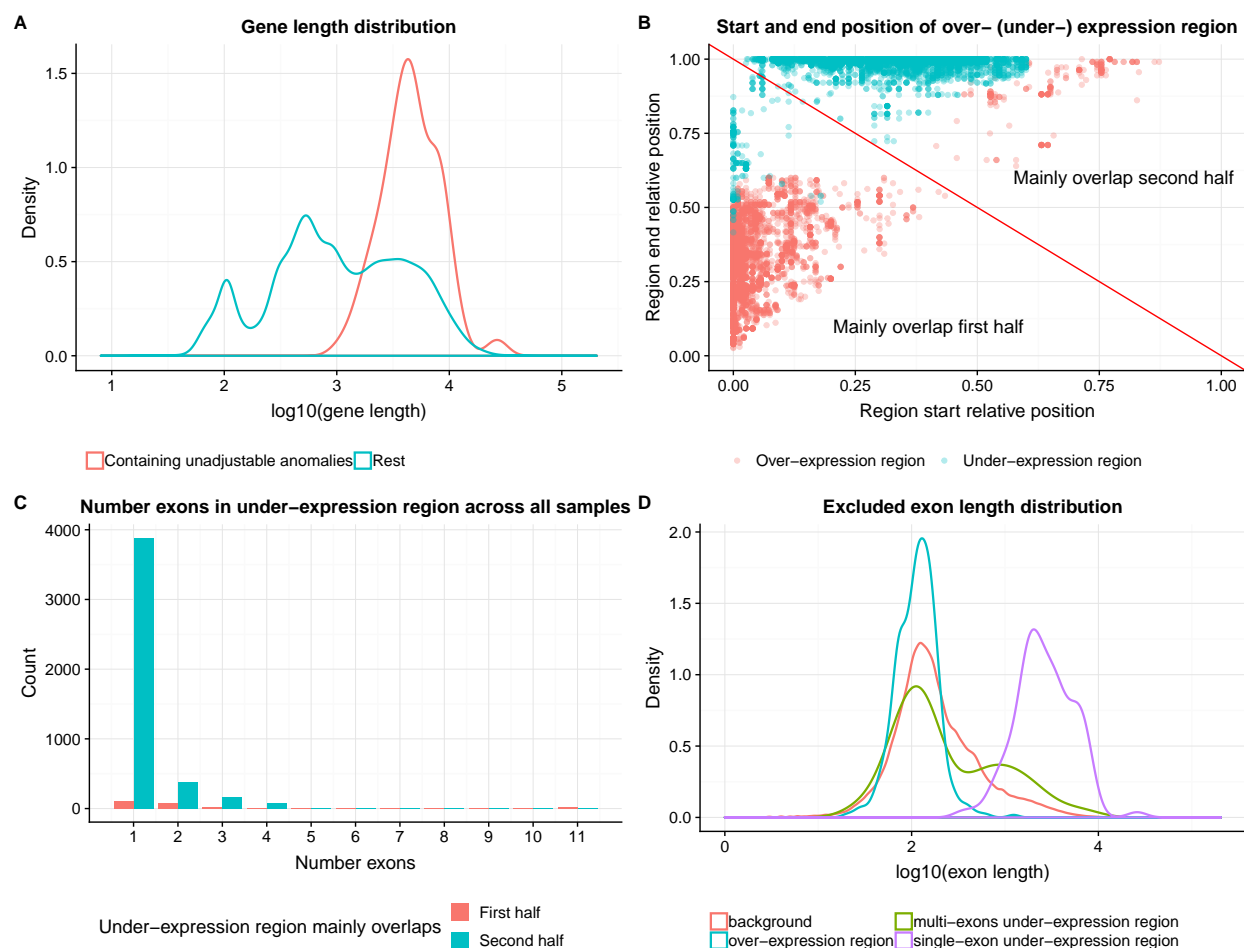 A
Gene length distribution
1.5
1.0
0.5
0.0
Density
1 2 3 4 5
log10(gene length)
Containing unadjustable anomalies Rest
B
Start and end position of over− (under−) expression region
1.00
0.75
0.50
0.25
0.00
Region end relative position
Mainly overlap second half
Mainly overlap first half
0.00 0.25 0.50 0.75 1.00
Region start relative position
Over−expression region Under−expression region
C
Number exons in under−expression region across all samples
4000
3000
2000
1000
0
Count
1 2 3 4 5 6 7 8 9 10 11
Number exons
Under−expression region mainly overlaps
First half
Second half
D
Excluded exon length distribution
2.0
1.5
1.0
0.5
0.0
Density
0 2 4
log10(exon length)
background multi−exons under−expression region
over−expression region single−exon under−expression region